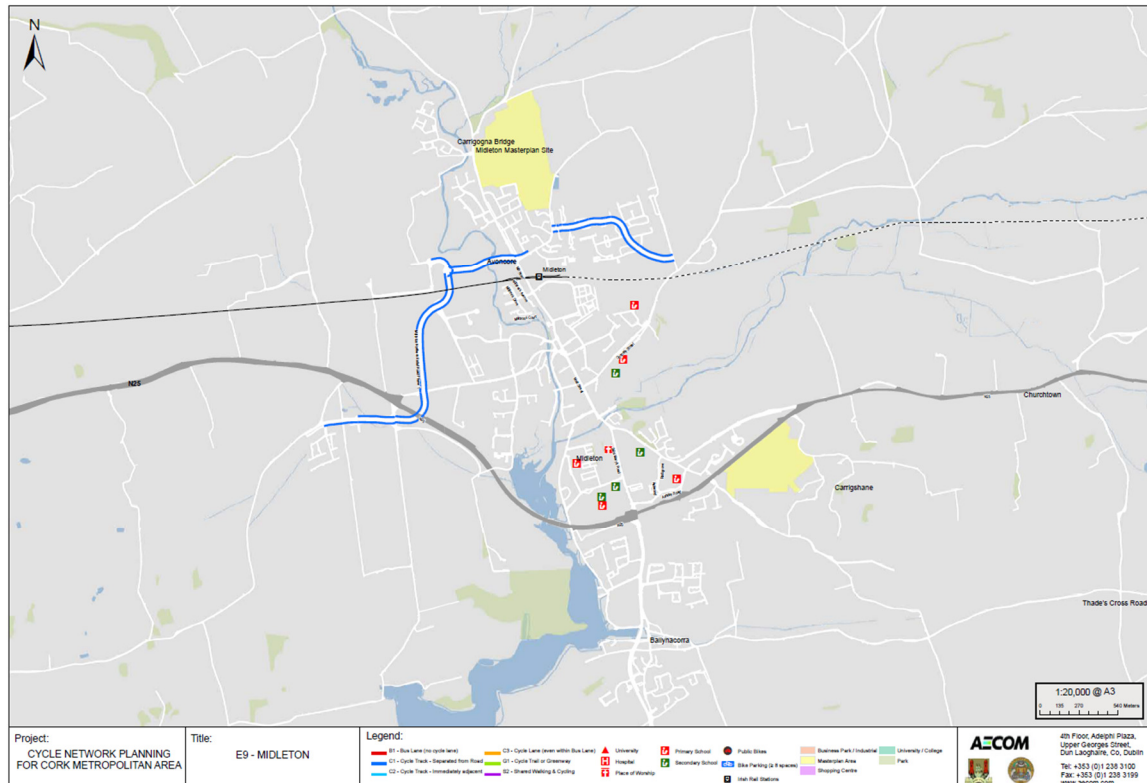 N
Carrigogna Bridge
Midleton Masterplan Site
Avoncore
Midleton
N25
Churchtown
Midleton
Carrigshane
Thade's Cross Road
Ballynacorra
1:20,000 @ A3
0 135 270 540 Meters
Project:
CYCLE NETWORK PLANNING
FOR CORK METROPOLITAN AREA
Title:
E9 - MIDLETON
Legend:
B1 - Bus Lane (no cycle lane)
C1 - Cycle Track - Separated from Road
C2 - Cycle Track - Immediately adjacent
C3 - Cycle Lane (even within Bus Lane)
G1 - Cycle Trail or Greenway
S2 - Shared Walking & Cycling
University
Hospital
Place of Worship
Primary School
Secondary School
Public Bikes
Bike Parking (≥ 8 spaces)
Irish Rail Stations
Business Park / Industrial
Masterplan Area
Shopping Centre
University / College
Park
AECOM
4th Floor, Adelphi Plaza,
Upper Georges Street,
Dun Laoghaire, Co, Dublin
Tel: +353 (0)1 238 3100
Fax: +353 (0)1 238 3199
www.aecom.com